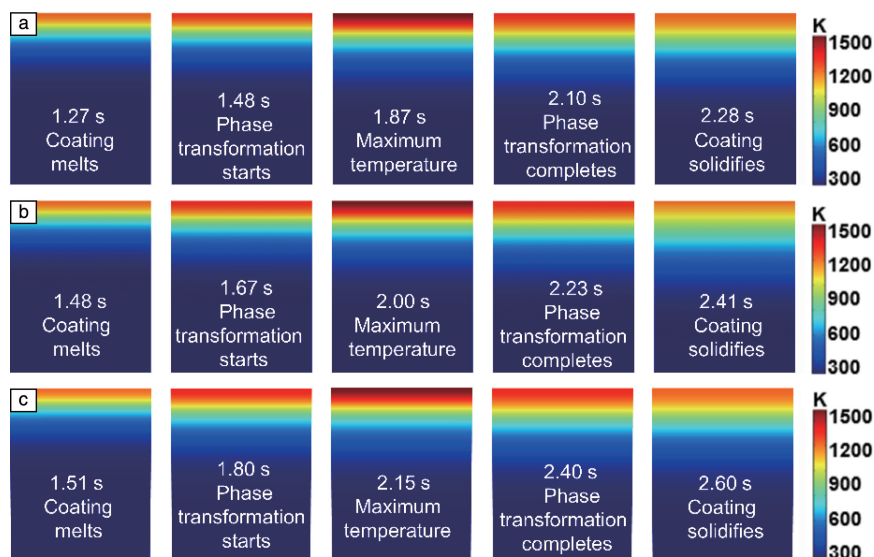 a
1.27 s
Coating
melts
1.48 s
Phase
transformation
starts
1.87 s
Maximum
temperature
2.10 s
Phase
transformation
completes
2.28 s
Coating
solidifies
K
1500
1200
900
600
300
b
1.48 s
Coating
melts
1.67 s
Phase
transformation
starts
2.00 s
Maximum
temperature
2.23 s
Phase
transformation
completes
2.41 s
Coating
solidifies
K
1500
1200
900
600
300
c
1.51 s
Coating
melts
1.80 s
Phase
transformation
starts
2.15 s
Maximum
temperature
2.40 s
Phase
transformation
completes
2.60 s
Coating
solidifies
K
1500
1200
900
600
300